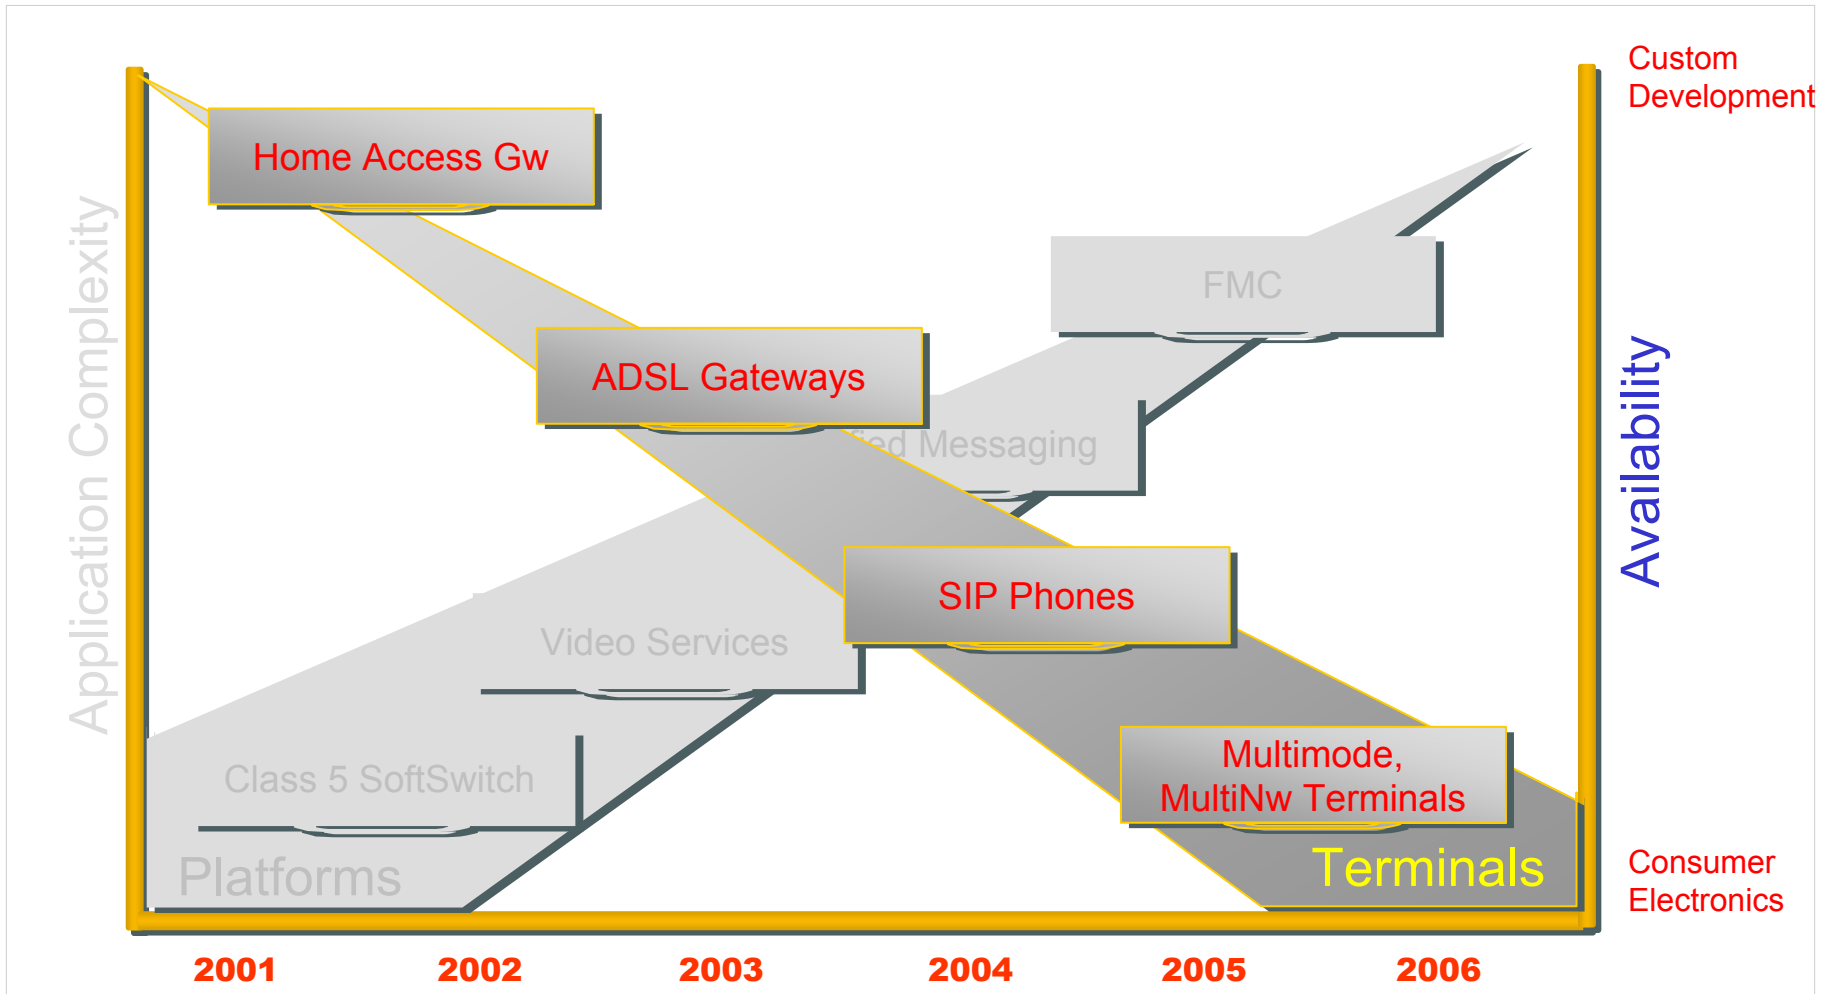 Custom
Development
Home Access Gw
Application Complexity
FMC
Availability
ADSL Gateways
Messaging
SIP Phones
Video Services
Multimode,
MultiNw Terminals
Class 5 SoftSwitch
Platforms
Terminals
Consumer
Electronics
2001 2002 2003 2004 2005 2006